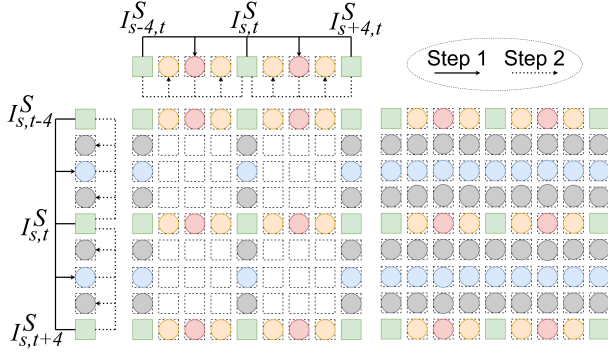 I^S_{s-4,t} I^S_{s,t} I^S_{s+4,t}
Step 1 Step 2
I^S_{s,t-4}
I^S_{s,t}
I^S_{s,t+4}